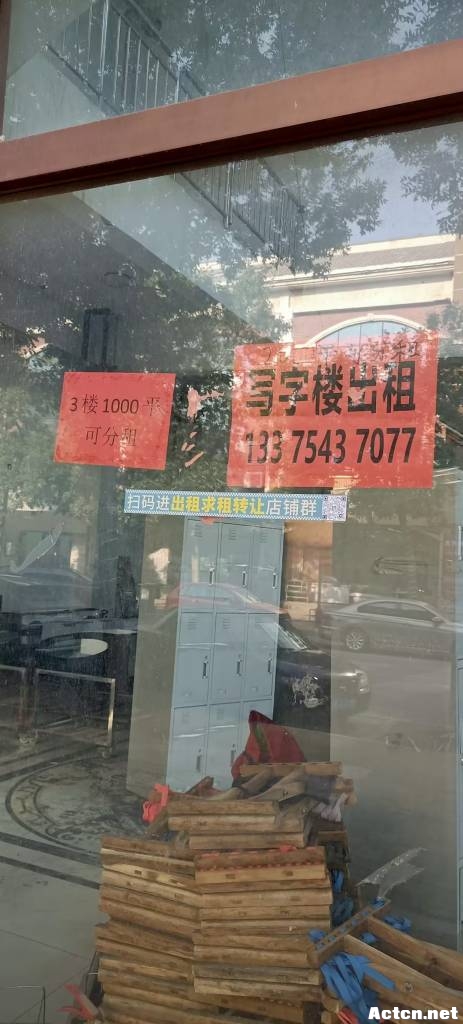 3楼1000平
可分租
写字楼出租
133 7543 7077
扫码进出租求租转让店铺群
Actcn.net